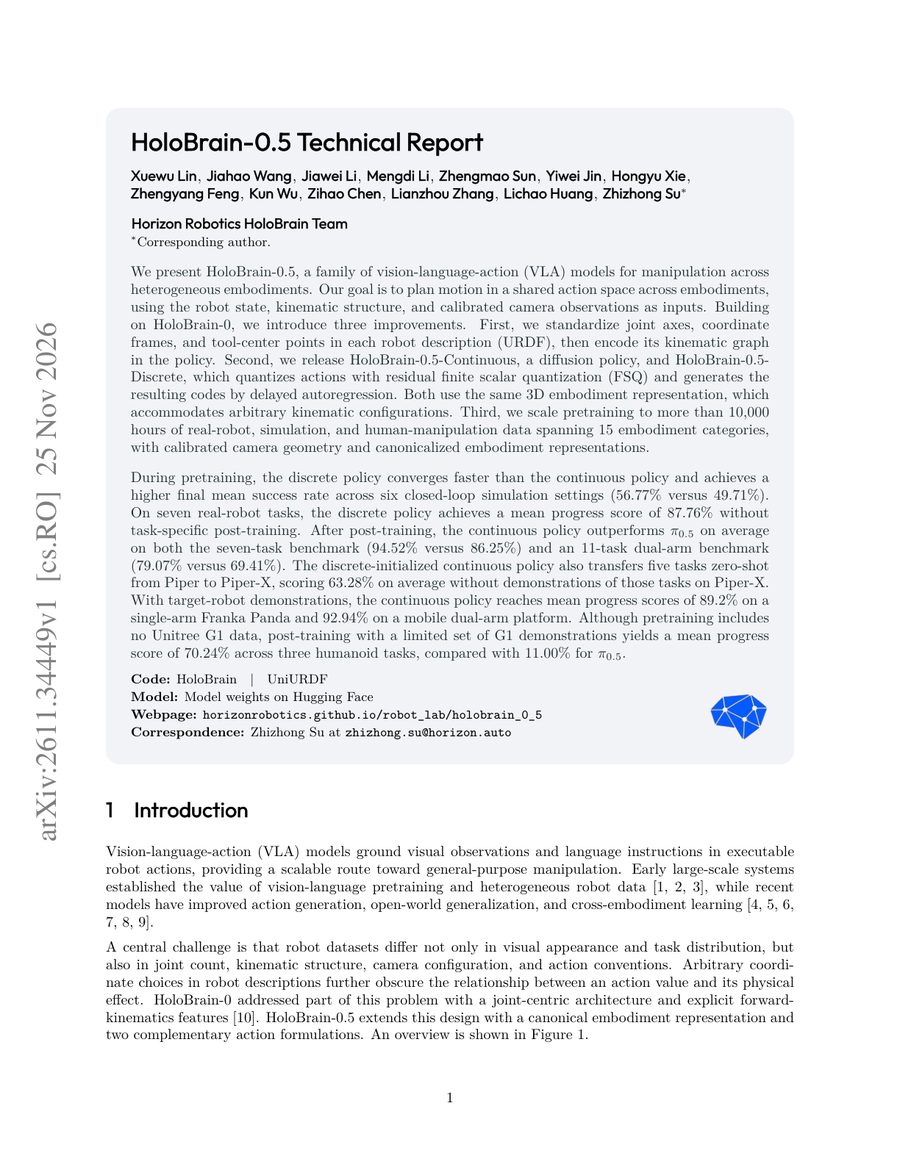 arXiv:2611.34449v1 [cs.RO] 25 Nov 2026
HoloBrain-0.5 Technical Report
Xuewu Lin, Jiahao Wang, Jiawei Li, Mengdi Li, Zhengmao Sun, Yiwei Jin, Hongyu Xie,
Zhengyang Feng, Kun Wu, Zihao Chen, Lianzhou Zhang, Lichao Huang, Zhizhong Su*
Horizon Robotics HoloBrain Team
*Corresponding author.
We present HoloBrain-0.5, a family of vision-language-action (VLA) models for manipulation across
heterogeneous embodiments. Our goal is to plan motion in a shared action space across embodiments,
using the robot state, kinematic structure, and calibrated camera observations as inputs. Building
on HoloBrain-0, we introduce three improvements. First, we standardize joint axes, coordinate
frames, and tool-center points in each robot description (URDF), then encode its kinematic graph
in the policy. Second, we release HoloBrain-0.5-Continuous, a diffusion policy, and HoloBrain-0.5-
Discrete, which quantizes actions with residual finite scalar quantization (FSQ) and generates the
resulting codes by delayed autoregression. Both use the same 3D embodiment representation, which
accommodates arbitrary kinematic configurations. Third, we scale pretraining to more than 10,000
hours of real-robot, simulation, and human-manipulation data spanning 15 embodiment categories,
with calibrated camera geometry and canonicalized embodiment representations.
During pretraining, the discrete policy converges faster than the continuous policy and achieves a
higher final mean success rate across six closed-loop simulation settings (56.77% versus 49.71%).
On seven real-robot tasks, the discrete policy achieves a mean progress score of 87.76% without
task-specific post-training. After post-training, the continuous policy outperforms π0.5 on average
on both the seven-task benchmark (94.52% versus 86.25%) and an 11-task dual-arm benchmark
(79.07% versus 69.41%). The discrete-initialized continuous policy also transfers five tasks zero-shot
from Piper to Piper-X, scoring 63.28% on average without demonstrations of those tasks on Piper-X.
With target-robot demonstrations, the continuous policy reaches mean progress scores of 89.2% on a
single-arm Franka Panda and 92.94% on a mobile dual-arm platform. Although pretraining includes
no Unitree G1 data, post-training with a limited set of G1 demonstrations yields a mean progress
score of 70.24% across three humanoid tasks, compared with 11.00% for π0.5.
Code: HoloBrain | UniURDF
Model: Model weights on Hugging Face
Webpage: horizonrobotics.github.io/robot_lab/holobrain_0_5
Correspondence: Zhizhong Su at zhizhong.su@horizon.auto
1 Introduction
Vision-language-action (VLA) models ground visual observations and language instructions in executable
robot actions, providing a scalable route toward general-purpose manipulation. Early large-scale systems
established the value of vision-language pretraining and heterogeneous robot data [1, 2, 3], while recent
models have improved action generation, open-world generalization, and cross-embodiment learning [4, 5, 6,
7, 8, 9].
A central challenge is that robot datasets differ not only in visual appearance and task distribution, but
also in joint count, kinematic structure, camera configuration, and action conventions. Arbitrary coordi-
nate choices in robot descriptions further obscure the relationship between an action value and its physical
effect. HoloBrain-0 addressed part of this problem with a joint-centric architecture and explicit forward-
kinematics features [10]. HoloBrain-0.5 extends this design with a canonical embodiment representation and
two complementary action formulations. An overview is shown in Figure 1.
1